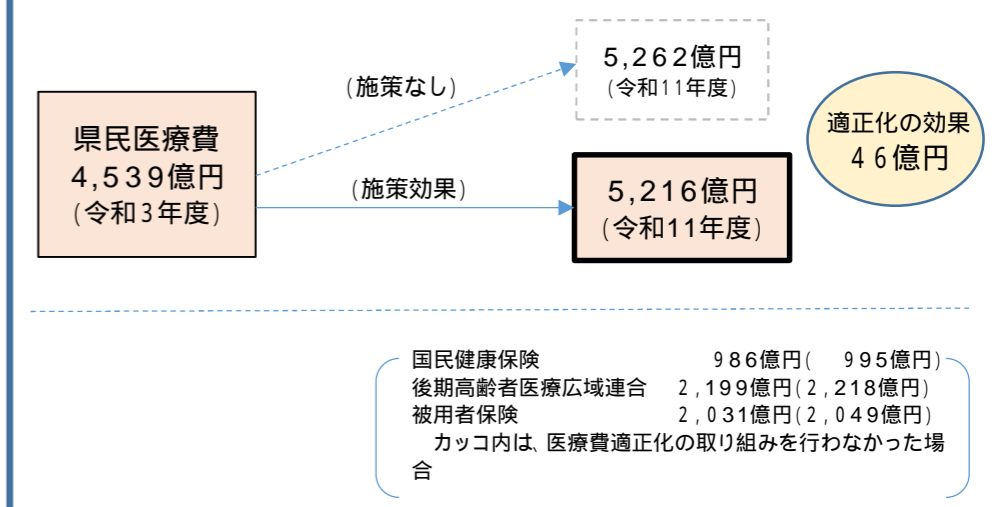 5,262億円
(令和11年度)
(施策なし)
適正化の効果
46億円
県民医療費
4,539億円
(令和3年度)
(施策効果)
5,216億円
(令和11年度)
国民健康保険 986億円( 995億円)
後期高齢者医療広域連合 2,199億円(2,218億円)
被用者保険 2,031億円(2,049億円)
カッコ内は、医療費適正化の取り組みを行わなかった場
合